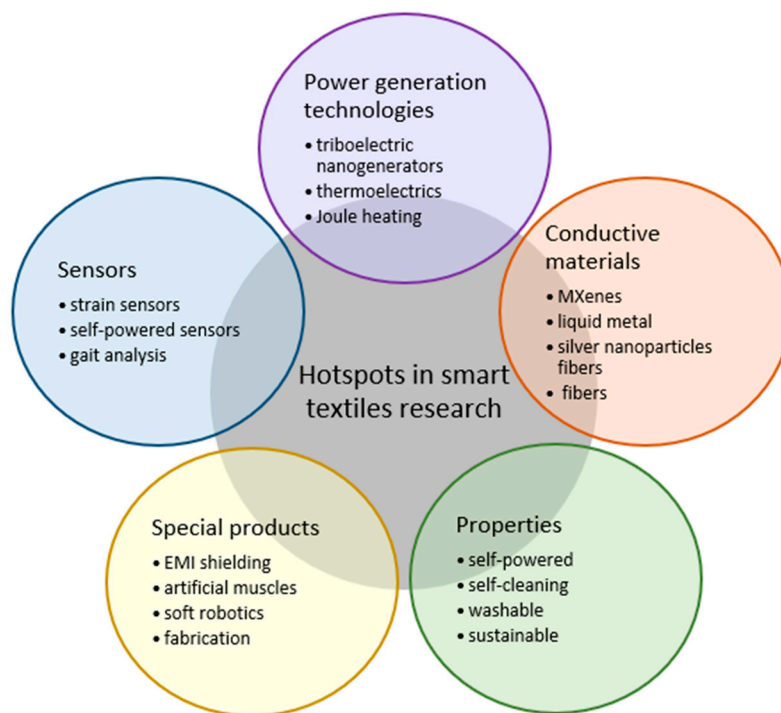 Power generation
technologies
• triboelectric
nanogenerators
• thermoelectrics
• Joule heating
Sensors
• strain sensors
• self-powered sensors
• gait analysis
Conductive
materials
• MXenes
• liquid metal
• silver nanoparticles
fibers
• fibers
Hotspots in smart
textiles research
Special products
• EMI shielding
• artificial muscles
• soft robotics
• fabrication
Properties
• self-powered
• self-cleaning
• washable
• sustainable